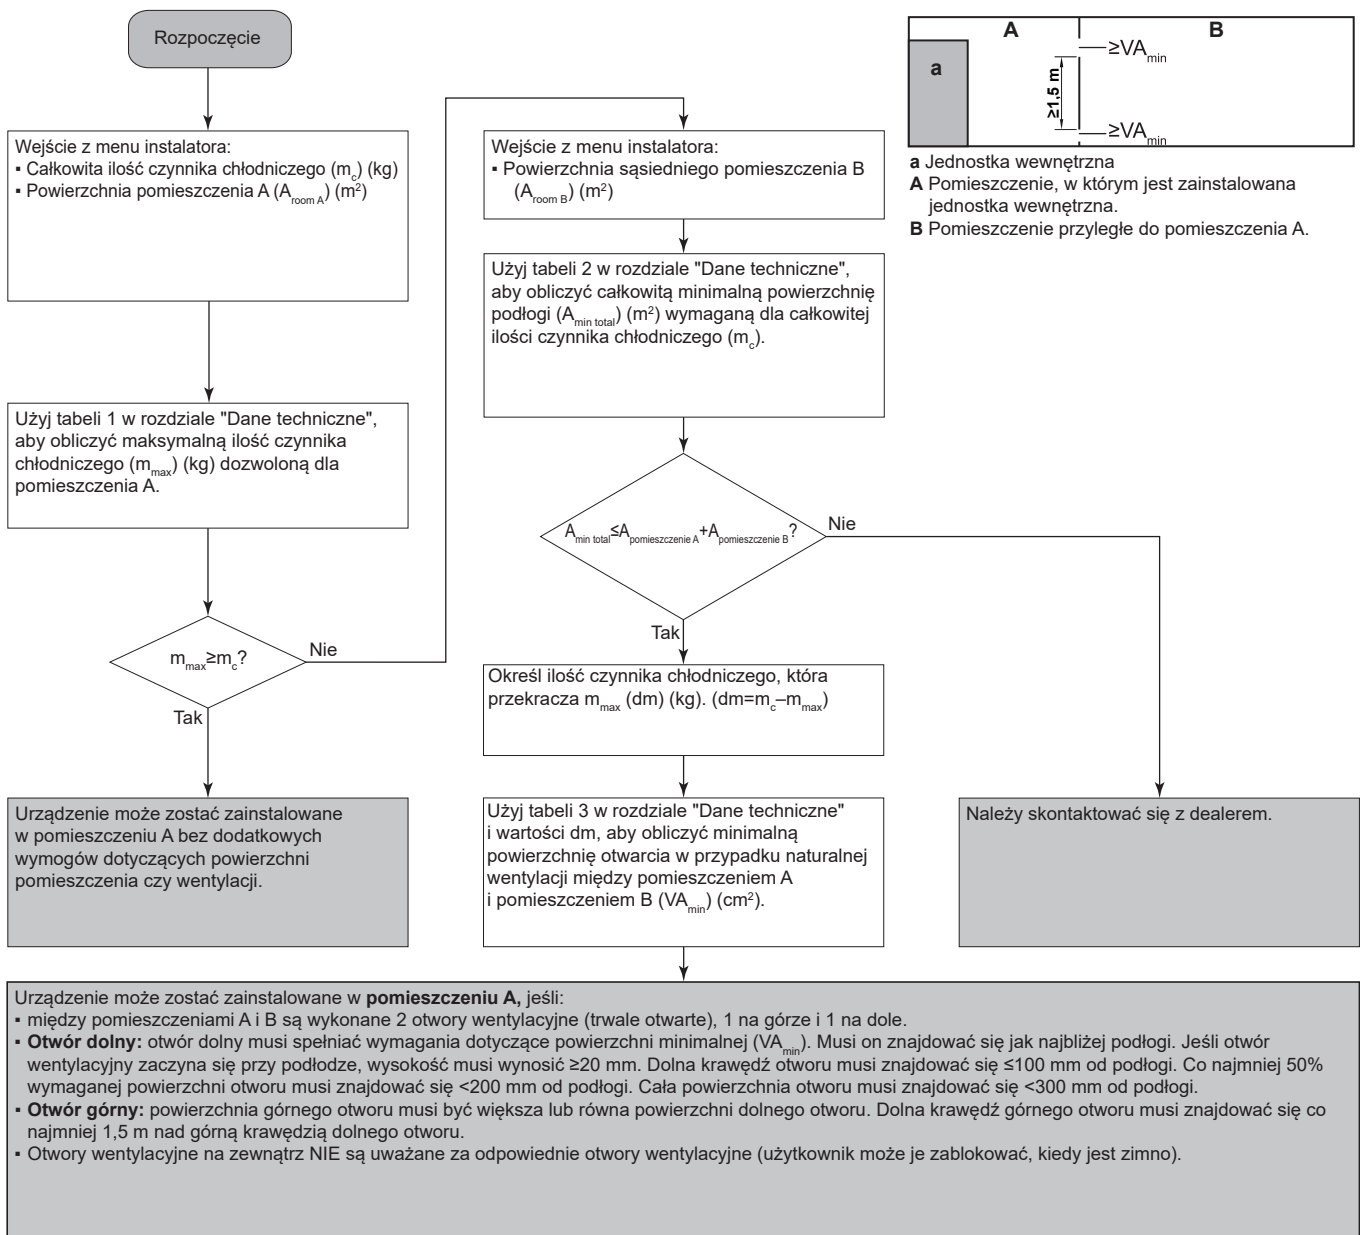 Rozpoczęcie
Wejście z menu instalatora:
▪ Całkowita ilość czynnika chłodniczego (mc) (kg)
▪ Powierzchnia pomieszczenia A (Aroom A) (m²)
Użyj tabeli 1 w rozdziale "Dane techniczne",
aby obliczyć maksymalną ilość czynnika
chłodniczego (mmax) (kg) dozwoloną dla
pomieszczenia A.
mmax≥mc?
Nie
Tak
Urządzenie może zostać zainstalowane
w pomieszczeniu A bez dodatkowych
wymogów dotyczących powierzchni
pomieszczenia czy wentylacji.
Wejście z menu instalatora:
▪ Powierzchnia sąsiedniego pomieszczenia B
(Aroom B) (m²)
Użyj tabeli 2 w rozdziale "Dane techniczne",
aby obliczyć całkowitą minimalną powierzchnię
podłogi (Amin total) (m²) wymaganą dla całkowitej
ilości czynnika chłodniczego (mc).
Amin total≤Apomieszczenie A+Apomieszczenie B?
Nie
Tak
Określ ilość czynnika chłodniczego, która
przekracza mmax (dm) (kg). (dm=mc–mmax)
Użyj tabeli 3 w rozdziale "Dane techniczne"
i wartości dm, aby obliczyć minimalną
powierzchnię otwarcia w przypadku naturalnej
wentylacji między pomieszczeniem A
i pomieszczeniem B (VAmin) (cm²).
Należy skontaktować się z dealerem.
A
B
a
≥1,5 m
≥VAmin
≥VAmin
a Jednostka wewnętrzna
A Pomieszczenie, w którym jest zainstalowana
jednostka wewnętrzna.
B Pomieszczenie przyległe do pomieszczenia A.
Urządzenie może zostać zainstalowane w pomieszczeniu A, jeśli:
▪ między pomieszczeniami A i B są wykonane 2 otwory wentylacyjne (trwale otwarte), 1 na górze i 1 na dole.
▪ Otwór dolny: otwór dolny musi spełniać wymagania dotyczące powierzchni minimalnej (VAmin). Musi on znajdować się jak najbliżej podłogi. Jeśli otwór
wentylacyjny zaczyna się przy podłodze, wysokość musi wynosić ≥20 mm. Dolna krawędź otworu musi znajdować się ≤100 mm od podłogi. Co najmniej 50%
wymaganej powierzchni otworu musi znajdować się <200 mm od podłogi. Cała powierzchnia otworu musi znajdować się <300 mm od podłogi.
▪ Otwór górny: powierzchnia górnego otworu musi być większa lub równa powierzchni dolnego otworu. Dolna krawędź górnego otworu musi znajdować się co
najmniej 1,5 m nad górną krawędzią dolnego otworu.
▪ Otwory wentylacyjne na zewnątrz NIE są uważane za odpowiednie otwory wentylacyjne (użytkownik może je zablokować, kiedy jest zimno).